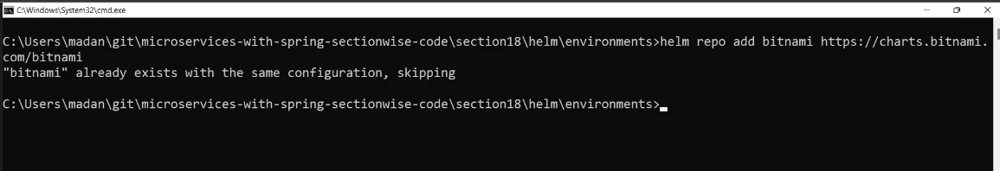 C:\Windows\System32\cmd.exe
C:\Users\madan\git\microservices-with-spring-sectionwise-code\section18\helm\environments>helm repo add bitnami https://charts.bitnami.
com/bitnami
"bitnami" already exists with the same configuration, skipping
C:\Users\madan\git\microservices-with-spring-sectionwise-code\section18\helm\environments>